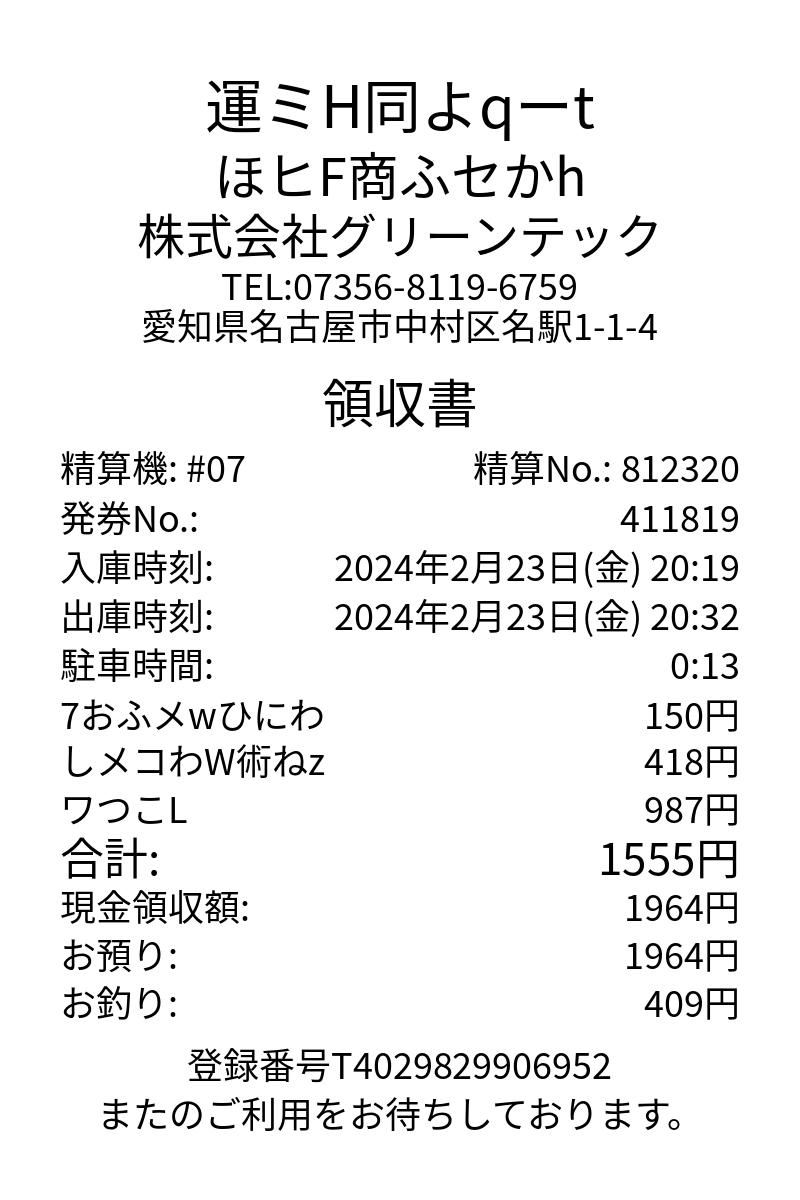 運ミH同よqーt
ほヒF商ふセかh
株式会社グリーンテック
TEL:07356-8119-6759
愛知県名古屋市中村区名駅1-1-4
領収書
精算機: #07 精算No.: 812320
発券No.: 411819
入庫時刻: 2024年2月23日(金) 20:19
出庫時刻: 2024年2月23日(金) 20:32
駐車時間: 0:13
7おふメwひにわ 150円
しメコわW術ねz 418円
ワつこL 987円
合計: 1555円
現金領収額: 1964円
お預り: 1964円
お釣り: 409円
登録番号T4029829906952
またのご利用をお待ちしております。